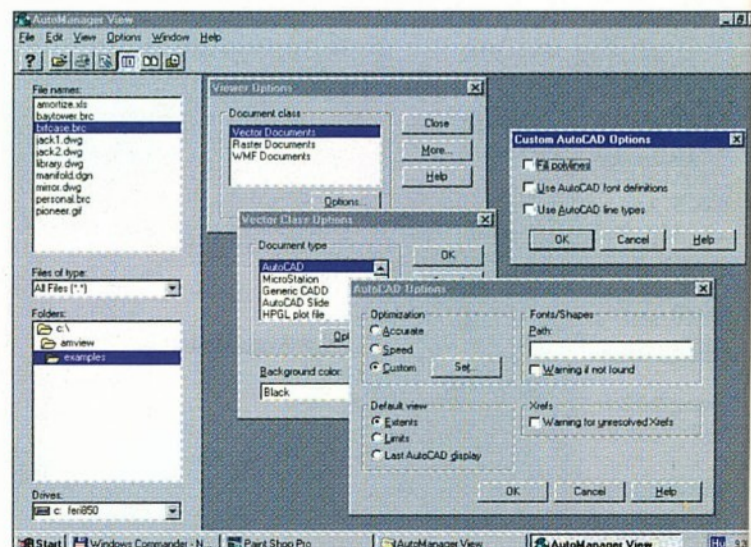 AutoManager View
File Edit View Options Window Help
File names:
amortize.xls
baytower.brc
bitcase.brc
jack1.dwg
jack2.dwg
library.dwg
manifold.dgn
mirror.dwg
personal.brc
pioneer.gif
Files of type:
All Files (*.*)
Folders:
c:\
amview
examples
Drives:
c: feri850
Viewer Options
Document class
Vector Documents
Raster Documents
WMF Documents
Close
More...
Help
Options...
Vector Class Options
Document type
AutoCAD
MicroStation
Generic CADD
AutoCAD Slide
HPGL plot file
OK
Background color:
Black
Custom AutoCAD Options
Fill polylines
Use AutoCAD font definitions
Use AutoCAD line types
OK Cancel Help
AutoCAD Options
Optimization
Accurate
Speed
Custom
Set...
Fonts/Shapes
Path:
Warning if not found
Default view
Extents
Limits
Last AutoCAD display
Xrefs
Warning for unresolved Xrefs
OK Cancel Help
Start Windows Commander - N... Paint Shop Pro AutoManager View AutoManager View Hu